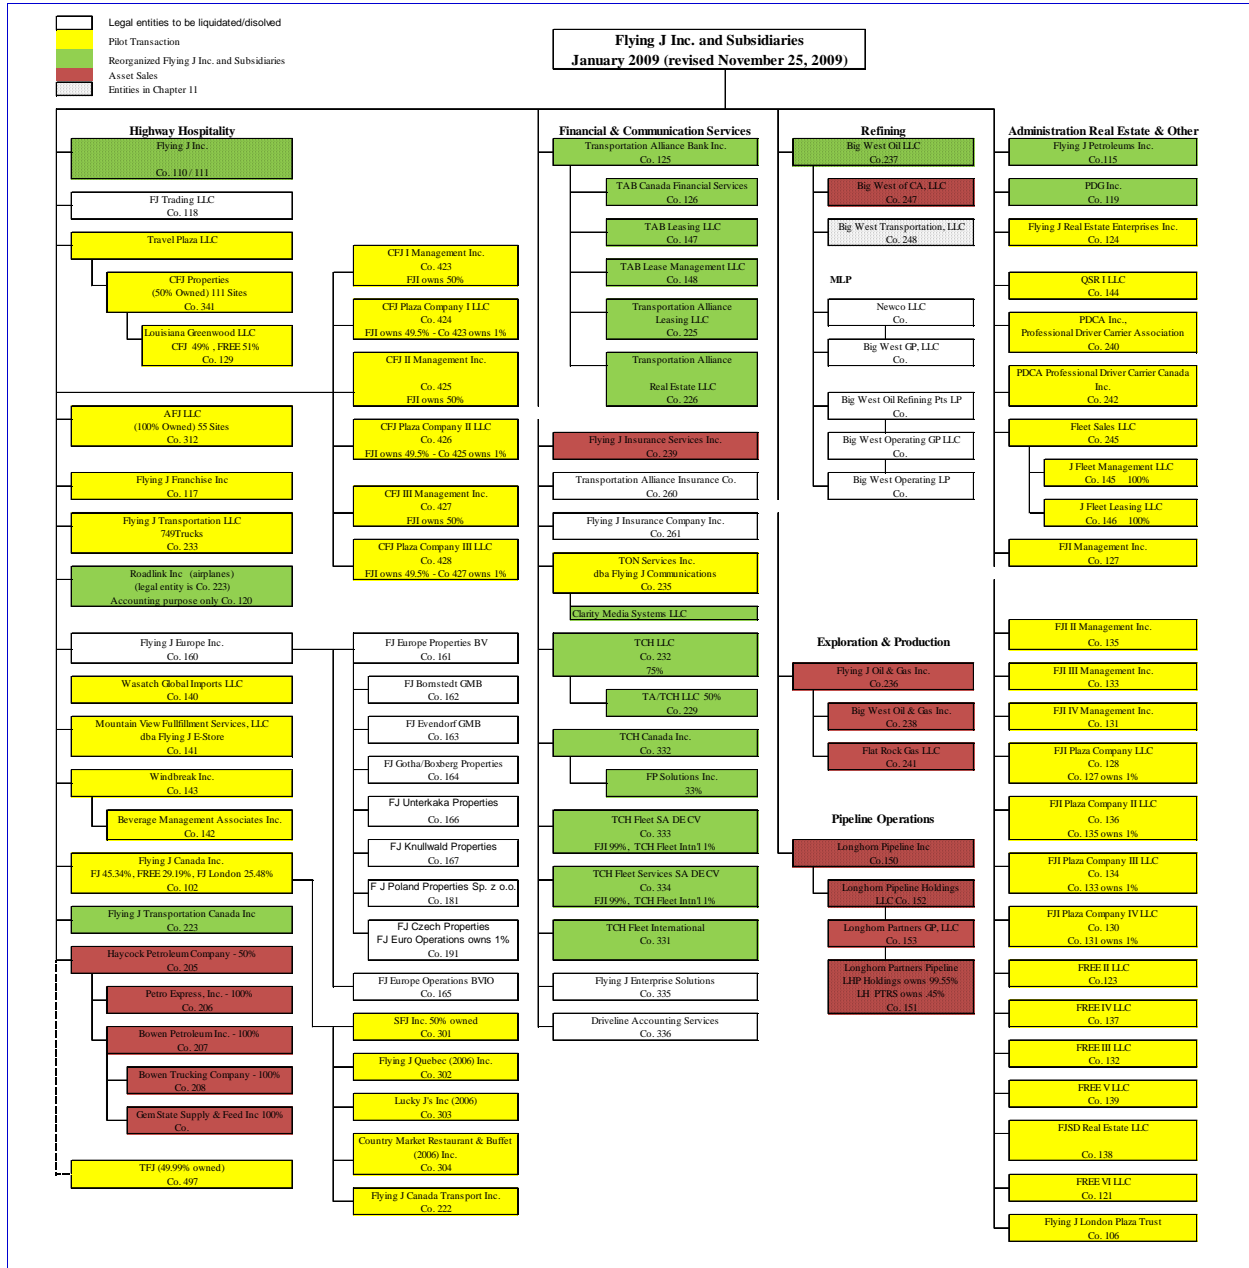 Legal entities to be liquidated/disolved
Pilot Transaction
Reorganized Flying J Inc. and Subsidiaries
Asset Sales
Entities in Chapter 11
Flying J Inc. and Subsidiaries
January 2009 (revised November 25, 2009)
Highway Hospitality
Flying J Inc.
Co. 110 / 111
FJ Trading LLC
Co. 118
Travel Plaza LLC
CFJ Properties
(50% Owned) 111 Sites
Co. 341
Louisiana Greenwood LLC
CFJ 49% , FREE 51%
Co. 129
AFJ LLC
(100% Owned) 55 Sites
Co. 312
Flying J Franchise Inc
Co. 117
Flying J Transportation LLC
749Trucks
Co. 233
Roadlink Inc (airplanes)
(legal entity is Co. 223)
Accounting purpose only Co. 120
Flying J Europe Inc.
Co. 160
Wasatch Global Imports LLC
Co. 140
Mountain View Fullfillment Services, LLC
dba Flying J E-Store
Co. 141
Windbreak Inc.
Co. 143
Beverage Management Associates Inc.
Co. 142
Flying J Canada Inc.
FJ 45.34%, FREE 29.19%, FJ London 25.48%
Co. 102
Flying J Transportation Canada Inc
Co. 223
Haycock Petroleum Company - 50%
Co. 205
Petro Express, Inc. - 100%
Co. 206
Bowen Petroleum Inc. - 100%
Co. 207
Bowen Trucking Company - 100%
Co. 208
Gem State Supply & Feed Inc 100%
Co.
TFJ (49.99% owned)
Co. 497
CFJ I Management Inc.
Co. 423
FJI owns 50%
CFJ Plaza Company I LLC
Co. 424
FJI owns 49.5% - Co 423 owns 1%
CFJ II Management Inc.
Co. 425
FJI owns 50%
CFJ Plaza Company II LLC
Co. 426
FJI owns 49.5% - Co 425 owns 1%
CFJ III Management Inc.
Co. 427
FJI owns 50%
CFJ Plaza Company III LLC
Co. 428
FJI owns 49.5% - Co 427 owns 1%
FJ Europe Properties BV
Co. 161
FJ Bornstedt GMB
Co. 162
FJ Evendorf GMB
Co. 163
FJ Gotha/Boxberg Properties
Co. 164
FJ Unterkaka Properties
Co. 166
FJ Knullwald Properties
Co. 167
F J Poland Properties Sp. z o.o.
Co. 181
FJ Czech Properties
FJ Euro Operations owns 1%
Co. 191
FJ Europe Operations BVIO
Co. 165
SFJ Inc. 50% owned
Co. 301
Flying J Quebec (2006) Inc.
Co. 302
Lucky J's Inc (2006)
Co. 303
Country Market Restaurant & Buffet
(2006) Inc.
Co. 304
Flying J Canada Transport Inc.
Co. 222
Financial & Communication Services
Transportation Alliance Bank Inc.
Co. 125
TAB Canada Financial Services
Co. 126
TAB Leasing LLC
Co. 147
TAB Lease Management LLC
Co. 148
Transportation Alliance
Leasing LLC
Co. 225
Transportation Alliance
Real Estate LLC
Co. 226
Flying J Insurance Services Inc.
Co. 239
Transportation Alliance Insurance Co.
Co. 260
Flying J Insurance Company Inc.
Co. 261
TON Services Inc.
dba Flying J Communications
Co. 235
Clarity Media Systems LLC
TCH LLC
Co. 232
75%
TA/TCH LLC 50%
Co. 229
TCH Canada Inc.
Co. 332
FP Solutions Inc.
33%
TCH Fleet SA DE CV
Co. 333
FJI 99%, TCH Fleet Intn'l 1%
TCH Fleet Services SA DE CV
Co. 334
FJI 99%, TCH Fleet Intn'l 1%
TCH Fleet International
Co. 331
Flying J Enterprise Solutions
Co. 335
Driveline Accounting Services
Co. 336
Refining
Big West Oil LLC
Co.237
Big West of CA, LLC
Co. 247
Big West Transportation, LLC
Co. 248
MLP
Newco LLC
Co.
Big West GP, LLC
Co.
Big West Oil Refining Pts LP
Co.
Big West Operating GP LLC
Co.
Big West Operating LP
Co.
Exploration & Production
Flying J Oil & Gas Inc.
Co.236
Big West Oil & Gas Inc.
Co. 238
Flat Rock Gas LLC
Co. 241
Pipeline Operations
Longhorn Pipeline Inc
Co.150
Longhorn Pipeline Holdings
LLC Co. 152
Longhorn Partners GP, LLC
Co. 153
Longhorn Partners Pipeline
LHP Holdings owns 99.55%
LH PTRS owns .45%
Co. 151
Administration Real Estate & Other
Flying J Petroleums Inc.
Co.115
PDG Inc.
Co. 119
Flying J Real Estate Enterprises Inc.
Co. 124
QSR I LLC
Co. 144
PDCA Inc.,
Professional Driver Carrier Association
Co. 240
PDCA Professional Driver Carrier Canada
Inc.
Co. 242
Fleet Sales LLC
Co. 245
J Fleet Management LLC
Co. 145 100%
J Fleet Leasing LLC
Co. 146 100%
FJI Management Inc.
Co. 127
FJI II Management Inc.
Co. 135
FJI III Management Inc.
Co. 133
FJI IV Management Inc.
Co. 131
FJI Plaza Company LLC
Co. 128
Co. 127 owns 1%
FJI Plaza Company II LLC
Co. 136
Co. 135 owns 1%
FJI Plaza Company III LLC
Co. 134
Co. 133 owns 1%
FJI Plaza Company IV LLC
Co. 130
Co. 131 owns 1%
FREE II LLC
Co.123
FREE IV LLC
Co. 137
FREE III LLC
Co. 132
FREE V LLC
Co. 139
FJSD Real Estate LLC
Co. 138
FREE VI LLC
Co. 121
Flying J London Plaza Trust
Co. 106